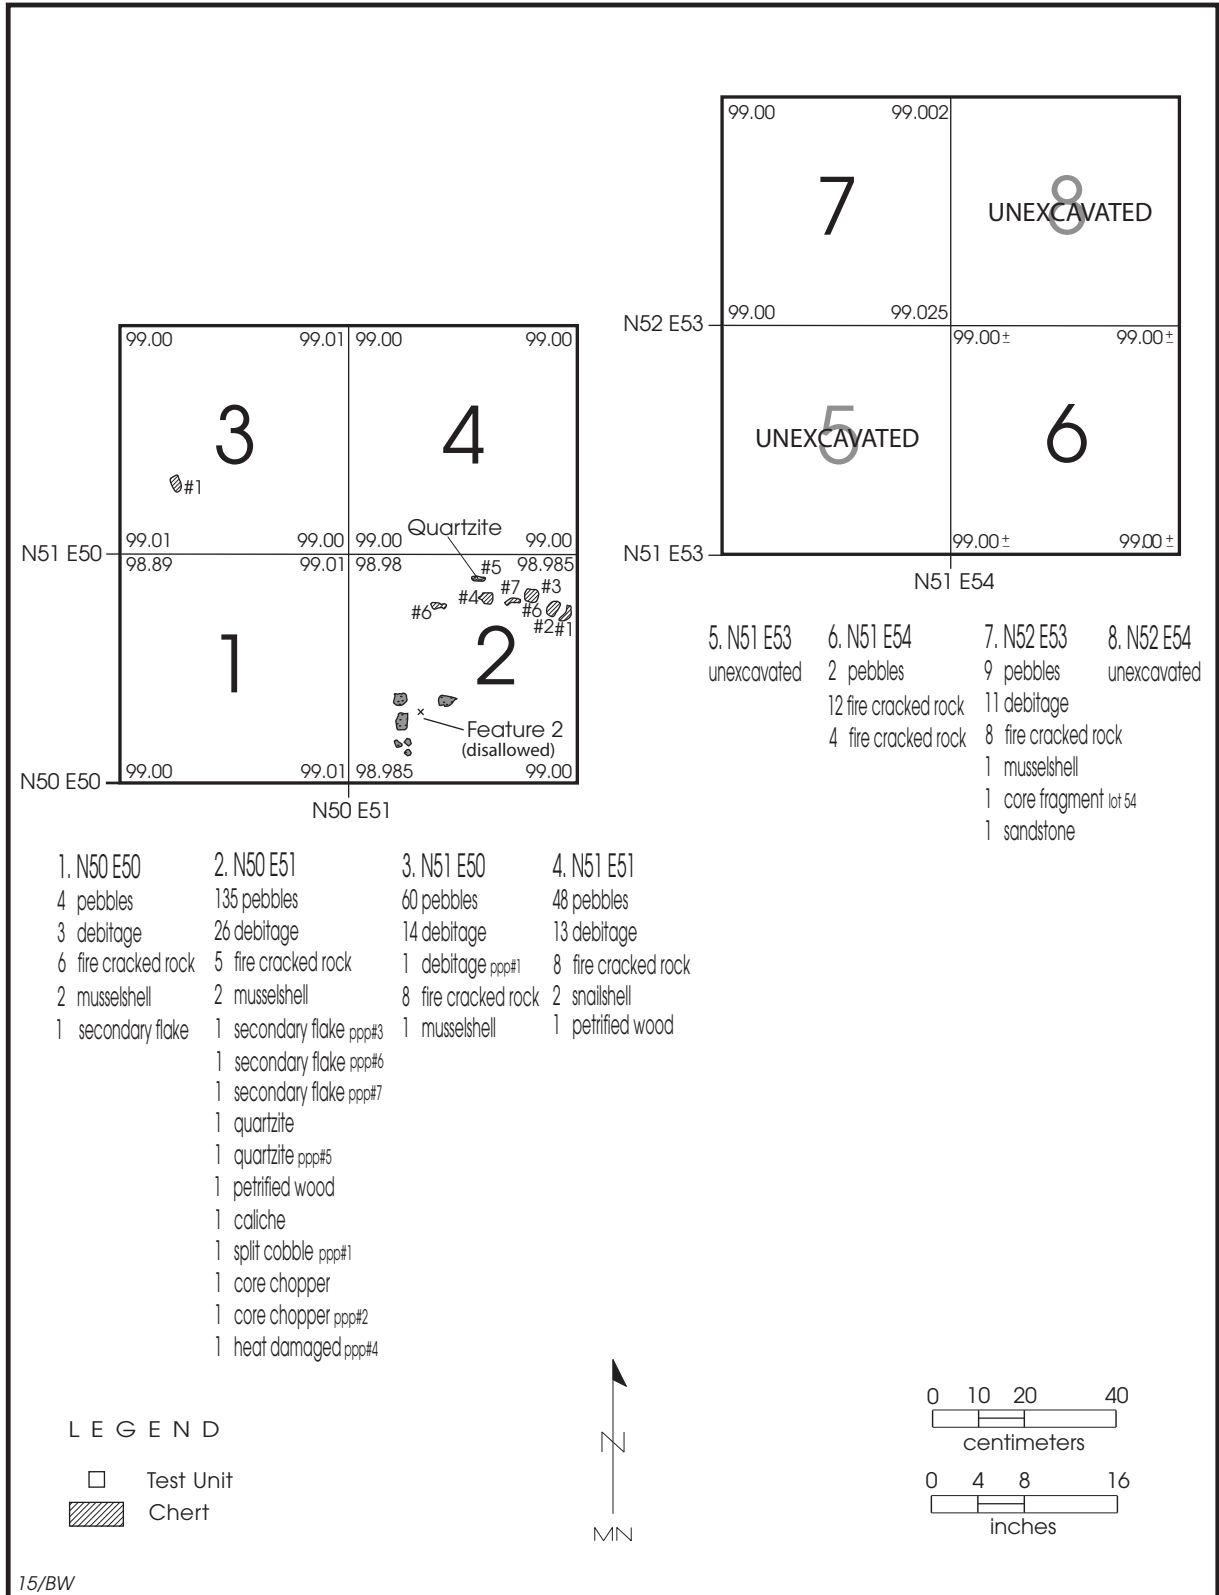 99.00 99.002
7
8
UNEXCAVATED
99.00 99.025
N52 E53
99.00± 99.00±
5
UNEXCAVATED
6
99.00± 99.00±
N51 E53
N51 E54
99.00 99.01 99.00 99.00
3 4
#1
Quartzite
99.01 99.00 99.00 99.00
N51 E50
98.89 99.01 98.98 98.985
#5
#7 #3
#4
#6 #6
#2 #1
1 2
Feature 2
(disallowed)
99.00 99.01 98.985 99.00
N50 E50
N50 E51
5. N51 E53
unexcavated
6. N51 E54
2 pebbles
12 fire cracked rock
4 fire cracked rock
7. N52 E53
9 pebbles
11 debitage
8 fire cracked rock
1 musselshell
1 core fragment lot 54
1 sandstone
8. N52 E54
unexcavated
1. N50 E50
4 pebbles
3 debitage
6 fire cracked rock
2 musselshell
1 secondary flake
2. N50 E51
135 pebbles
26 debitage
5 fire cracked rock
2 musselshell
1 secondary flake ppp#3
1 secondary flake ppp#6
1 secondary flake ppp#7
1 quartzite
1 quartzite ppp#5
1 petrified wood
1 caliche
1 split cobble ppp#1
1 core chopper
1 core chopper ppp#2
1 heat damaged ppp#4
3. N51 E50
60 pebbles
14 debitage
1 debitage ppp#1
8 fire cracked rock
1 musselshell
4. N51 E51
48 pebbles
13 debitage
8 fire cracked rock
2 snailshell
1 petrified wood
LEGEND
Test Unit
Chert
N
MN
0 10 20 40
centimeters
0 4 8 16
inches
15/BW